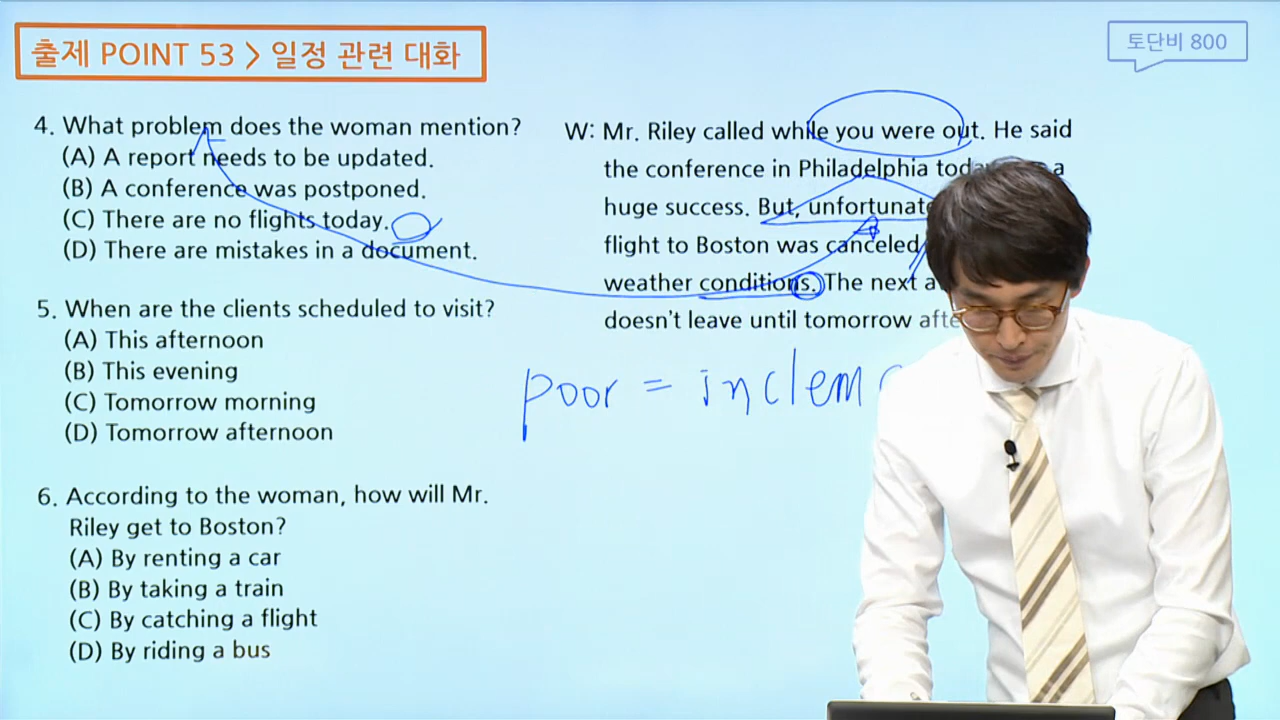 출제 POINT 53 > 일정 관련 대화
토단비 800
4. What problem does the woman mention?
(A) A report needs to be updated.
(B) A conference was postponed.
(C) There are no flights today.
(D) There are mistakes in a document.
5. When are the clients scheduled to visit?
(A) This afternoon
(B) This evening
(C) Tomorrow morning
(D) Tomorrow afternoon
6. According to the woman, how will Mr.
Riley get to Boston?
(A) By renting a car
(B) By taking a train
(C) By catching a flight
(D) By riding a bus
W: Mr. Riley called while you were out. He said
the conference in Philadelphia a
huge success. But,
flight to Boston was canceled
weather conditions. The next
doesn't leave until tomorrow
poor =